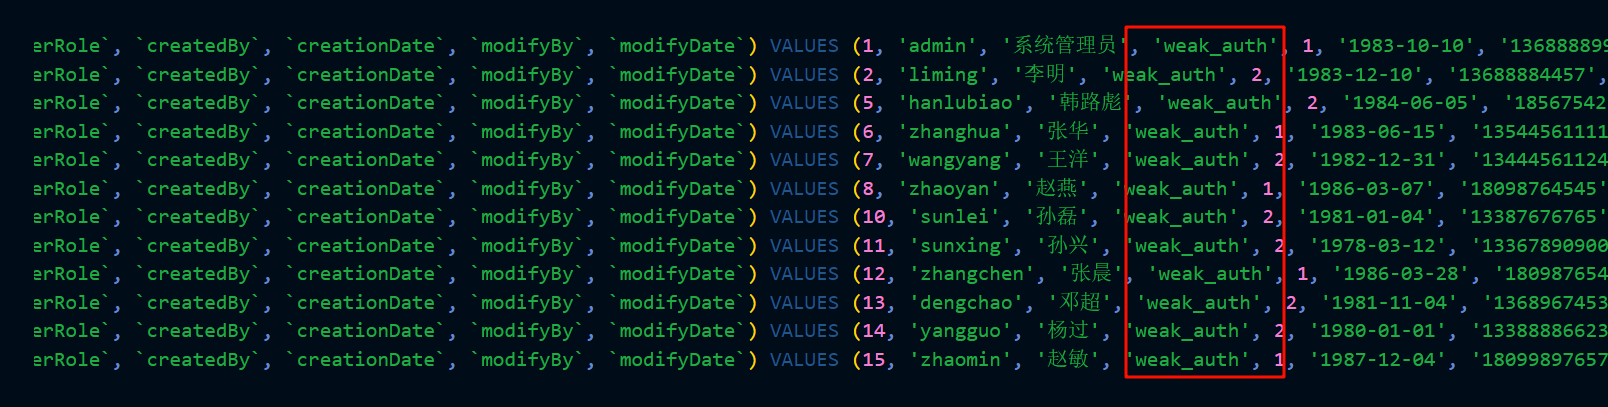 erRole`, `createdBy`, `creationDate`, `modifyBy`, `modifyDate`) VALUES (1, 'admin', '系统管理员', 'weak_auth', 1, '1983-10-10', '136888899
erRole`, `createdBy`, `creationDate`, `modifyBy`, `modifyDate`) VALUES (2, 'liming', '李明', 'weak_auth', 2, '1983-12-10', '13688884457',
erRole`, `createdBy`, `creationDate`, `modifyBy`, `modifyDate`) VALUES (5, 'hanlubiao', '韩路彪', 'weak_auth', 2, '1984-06-05', '18567542
erRole`, `createdBy`, `creationDate`, `modifyBy`, `modifyDate`) VALUES (6, 'zhanghua', '张华', 'weak_auth', 1, '1983-06-15', '13544561111
erRole`, `createdBy`, `creationDate`, `modifyBy`, `modifyDate`) VALUES (7, 'wangyang', '王洋', 'weak_auth', 2, '1982-12-31', '13444561124
erRole`, `createdBy`, `creationDate`, `modifyBy`, `modifyDate`) VALUES (8, 'zhaoyan', '赵燕', 'weak_auth', 1, '1986-03-07', '18098764545'
erRole`, `createdBy`, `creationDate`, `modifyBy`, `modifyDate`) VALUES (10, 'sunlei', '孙磊', 'weak_auth', 2, '1981-01-04', '13387676765'
erRole`, `createdBy`, `creationDate`, `modifyBy`, `modifyDate`) VALUES (11, 'sunxing', '孙兴', 'weak_auth', 2, '1978-03-12', '13367890900
erRole`, `createdBy`, `creationDate`, `modifyBy`, `modifyDate`) VALUES (12, 'zhangchen', '张晨', 'weak_auth', 1, '1986-03-28', '180987654
erRole`, `createdBy`, `creationDate`, `modifyBy`, `modifyDate`) VALUES (13, 'dengchao', '邓超', 'weak_auth', 2, '1981-11-04', '1368967453
erRole`, `createdBy`, `creationDate`, `modifyBy`, `modifyDate`) VALUES (14, 'yangguo', '杨过', 'weak_auth', 2, '1980-01-01', '13388886623
erRole`, `createdBy`, `creationDate`, `modifyBy`, `modifyDate`) VALUES (15, 'zhaomin', '赵敏', 'weak_auth', 1, '1987-12-04', '18099897657